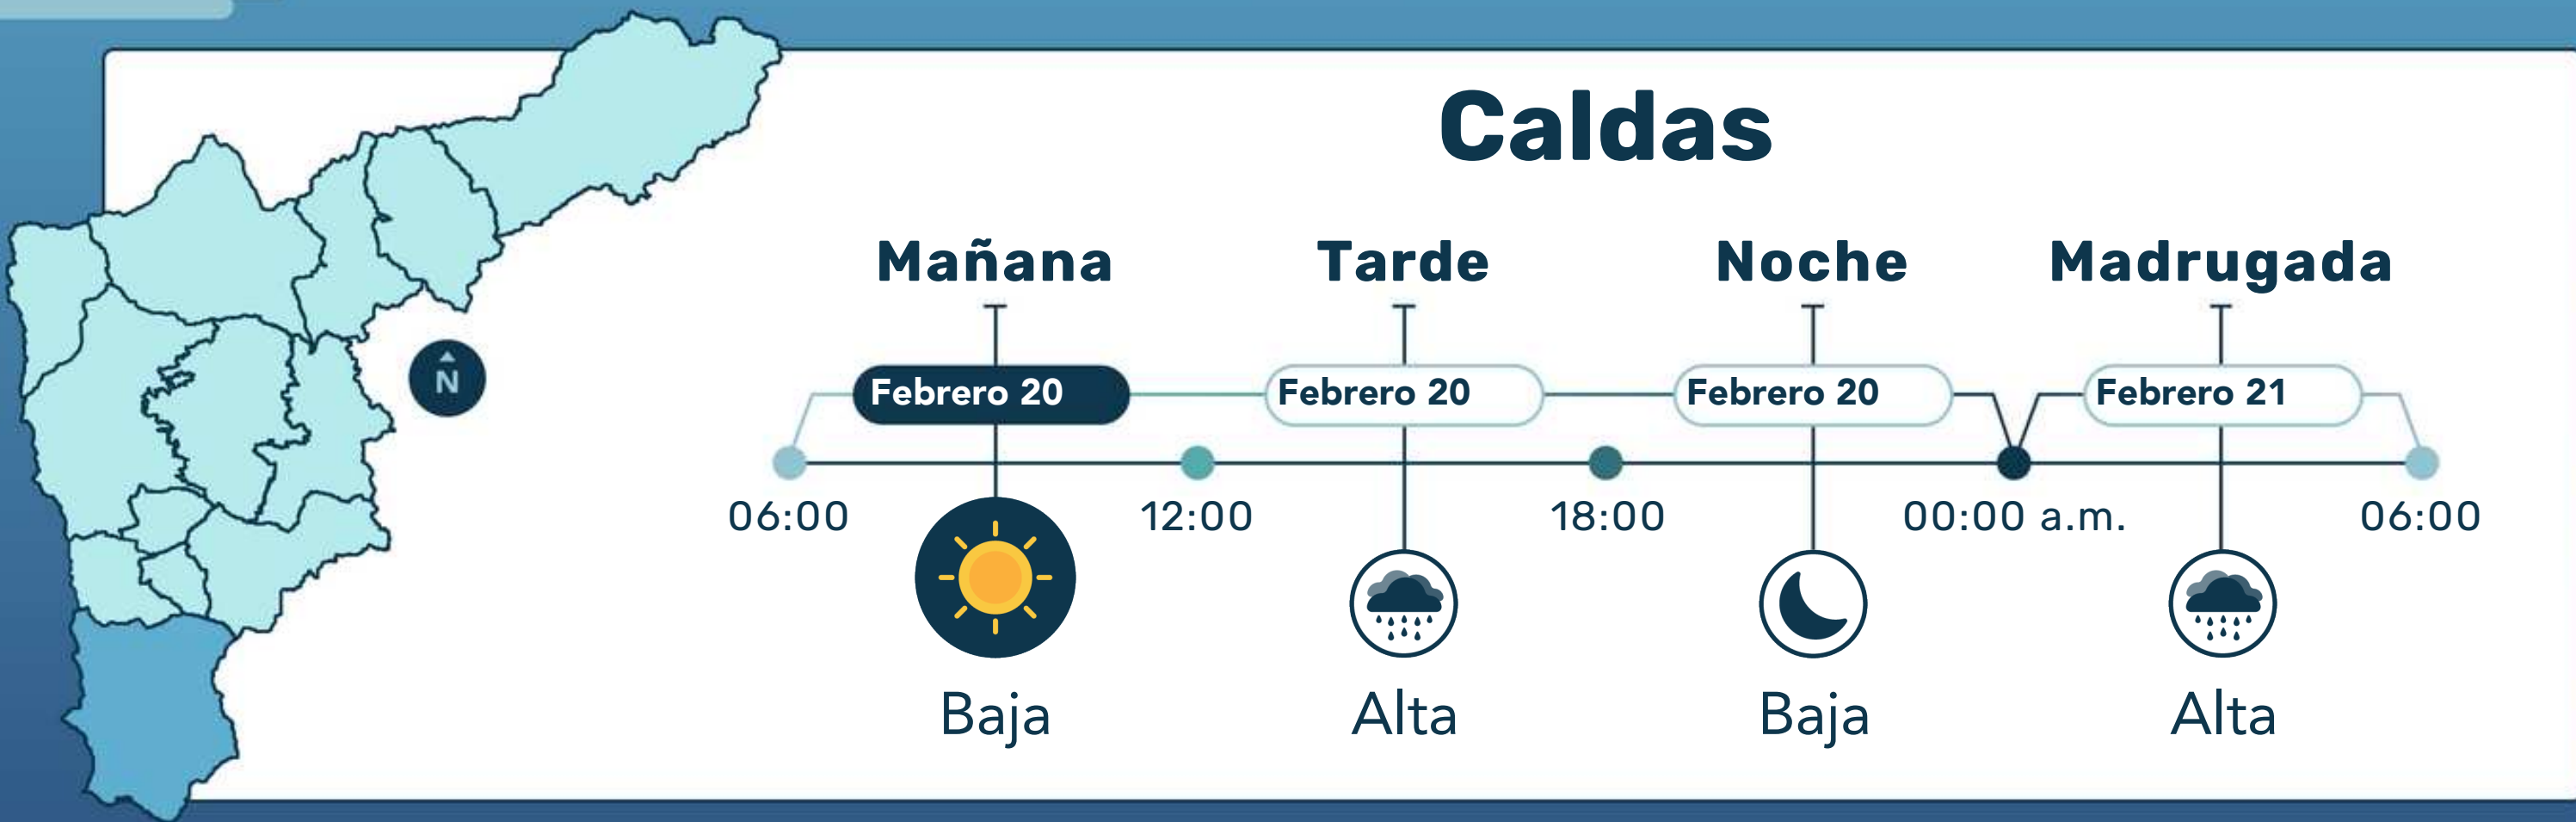 Caldas
Mañana Tarde Noche Madrugada
N
Febrero 20 Febrero 20 Febrero 20 Febrero 21
06:00 12:00 18:00 00:00 a.m. 06:00
Baja Alta Baja Alta